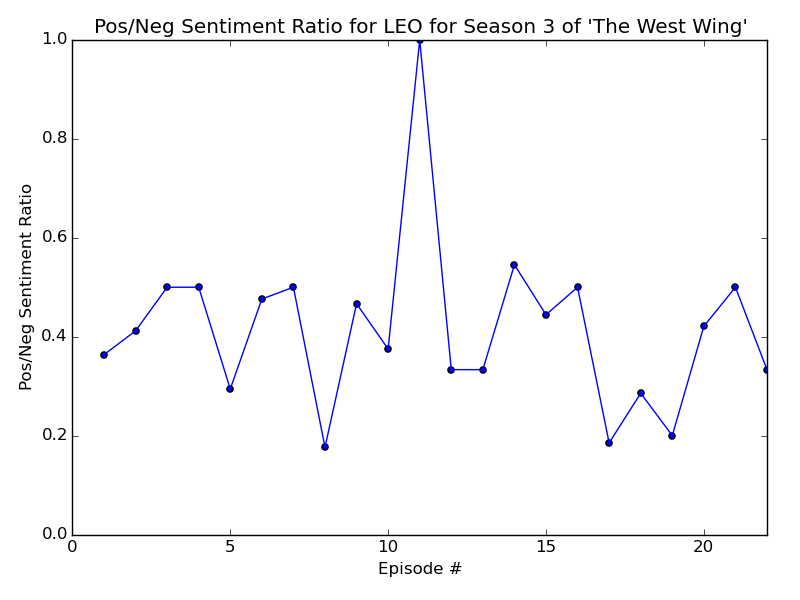 Pos/Neg Sentiment Ratio for LEO for Season 3 of 'The West Wing'
1.0
0.8
0.6
0.4
0.2
0.0
Pos/Neg Sentiment Ratio
0 5 10 15 20
Episode #